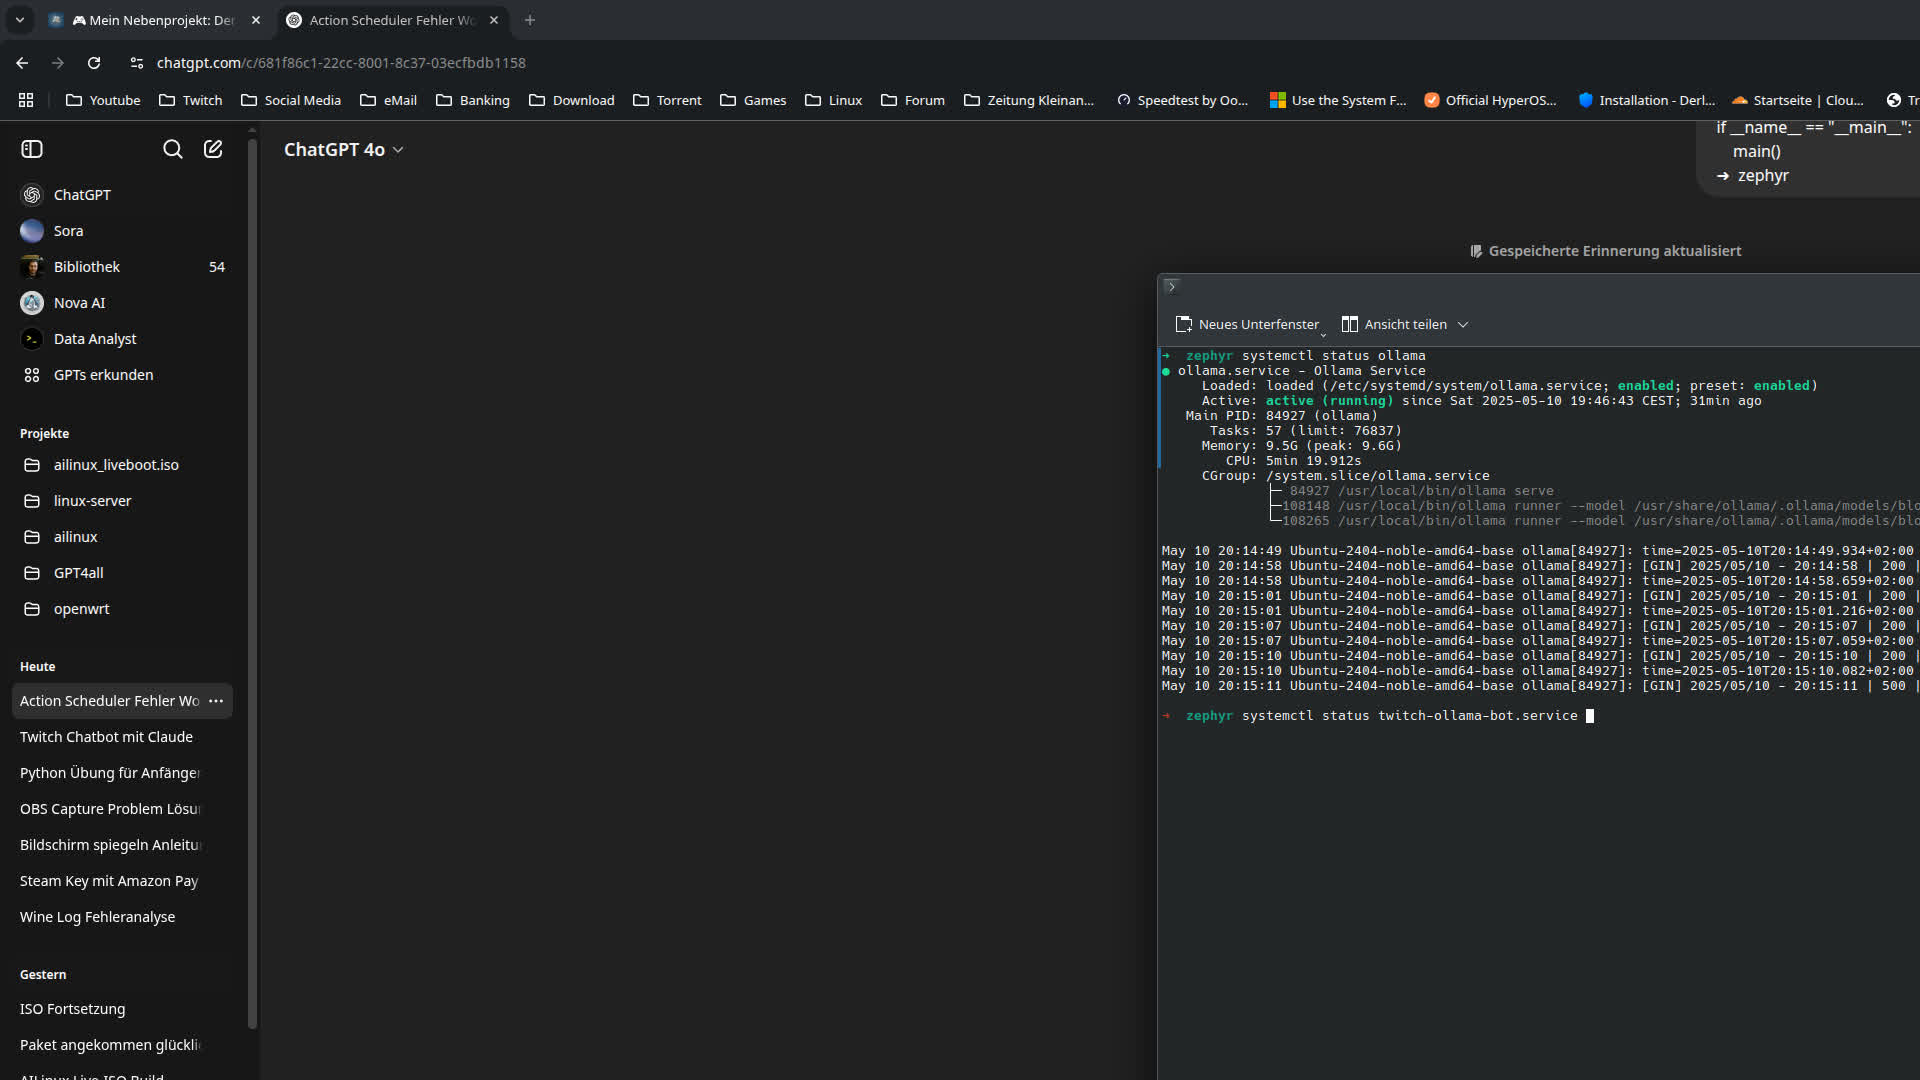 🎮 Mein Nebenprojekt: Der
Action Scheduler Fehler Wo
chatgpt.com/c/681f86c1-22cc-8001-8c37-03ecfbdb1158
Youtube
Twitch
Social Media
eMail
Banking
Download
Torrent
Games
Linux
Forum
Zeitung Kleinan...
Speedtest by Oo...
Use the System F...
Official HyperOS...
Installation - Derl...
Startseite | Clou...
Tr
ChatGPT
Sora
Bibliothek 54
Nova AI
Data Analyst
GPTs erkunden
Projekte
ailinux_liveboot.iso
linux-server
ailinux
GPT4all
openwrt
Heute
Action Scheduler Fehler Wo
Twitch Chatbot mit Claude
Python Übung für Anfänger
OBS Capture Problem Lösu
Bildschirm spiegeln Anleitu
Steam Key mit Amazon Pay
Wine Log Fehleranalyse
Gestern
ISO Fortsetzung
Paket angekommen glückli
AILinux Live ISO Build
ChatGPT 4o
if __name__ == "__main__":
main()
➜ zephyr
Gespeicherte Erinnerung aktualisiert
Neues Unterfenster
Ansicht teilen
➜ zephyr systemctl status ollama
● ollama.service - Ollama Service
Loaded: loaded (/etc/systemd/system/ollama.service; enabled; preset: enabled)
Active: active (running) since Sat 2025-05-10 19:46:43 CEST; 31min ago
Main PID: 84927 (ollama)
Tasks: 57 (limit: 76837)
Memory: 9.5G (peak: 9.6G)
CPU: 5min 19.912s
CGroup: /system.slice/ollama.service
├─ 84927 /usr/local/bin/ollama serve
├─108148 /usr/local/bin/ollama runner --model /usr/share/ollama/.ollama/models/blo
└─108265 /usr/local/bin/ollama runner --model /usr/share/ollama/.ollama/models/blo
May 10 20:14:49 Ubuntu-2404-noble-amd64-base ollama[84927]: time=2025-05-10T20:14:49.934+02:00
May 10 20:14:58 Ubuntu-2404-noble-amd64-base ollama[84927]: [GIN] 2025/05/10 - 20:14:58 | 200 |
May 10 20:14:58 Ubuntu-2404-noble-amd64-base ollama[84927]: time=2025-05-10T20:14:58.659+02:00
May 10 20:15:01 Ubuntu-2404-noble-amd64-base ollama[84927]: [GIN] 2025/05/10 - 20:15:01 | 200 |
May 10 20:15:01 Ubuntu-2404-noble-amd64-base ollama[84927]: time=2025-05-10T20:15:01.216+02:00
May 10 20:15:07 Ubuntu-2404-noble-amd64-base ollama[84927]: [GIN] 2025/05/10 - 20:15:07 | 200 |
May 10 20:15:07 Ubuntu-2404-noble-amd64-base ollama[84927]: time=2025-05-10T20:15:07.059+02:00
May 10 20:15:10 Ubuntu-2404-noble-amd64-base ollama[84927]: [GIN] 2025/05/10 - 20:15:10 | 200 |
May 10 20:15:10 Ubuntu-2404-noble-amd64-base ollama[84927]: time=2025-05-10T20:15:10.082+02:00
May 10 20:15:11 Ubuntu-2404-noble-amd64-base ollama[84927]: [GIN] 2025/05/10 - 20:15:11 | 500 |
➜ zephyr systemctl status twitch-ollama-bot.service